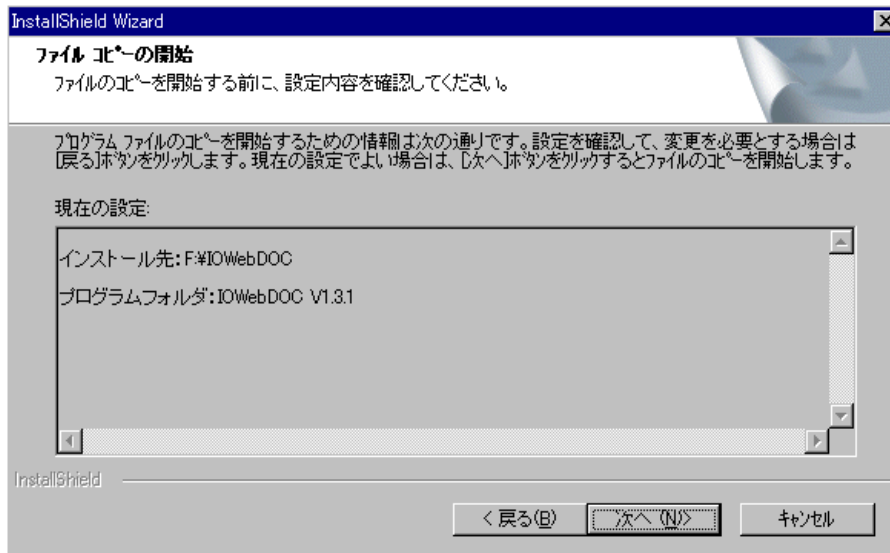 InstallShield Wizard
ファイル コピーの開始
ファイルのコピーを開始する前に、設定内容を確認してください。
プログラム ファイルのコピーを開始するための情報は次の通りです。設定を確認して、変更を必要とする場合は
[戻る]ボタンをクリックします。現在の設定でよい場合は、[次へ]ボタンをクリックするとファイルのコピーを開始します。
現在の設定:
インストール先:F:¥IOWebDOC
プログラムフォルダ:IOWebDOC V1.3.1
InstallShield
< 戻る(B)
次へ (N)>
キャンセル